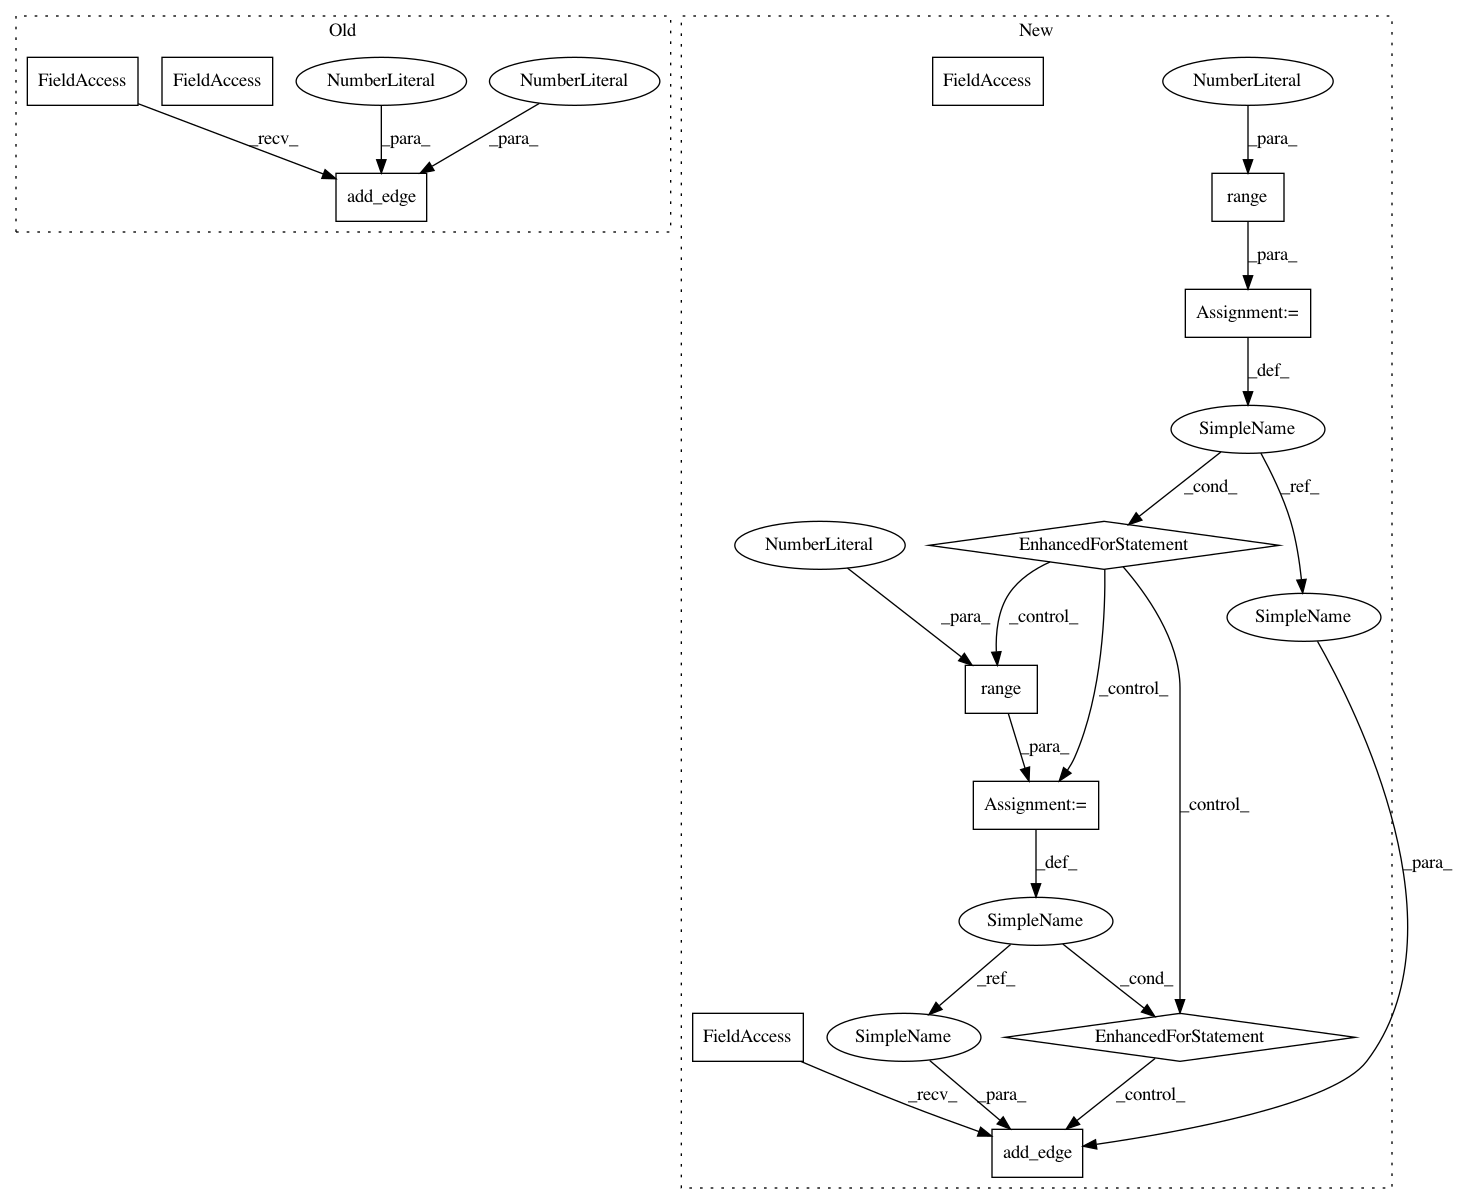 Old
New
FieldAccess
FieldAccess
NumberLiteral
NumberLiteral
FieldAccess
NumberLiteral
_recv_
_para_
_para_
_para_
add_edge
range
_para_
Assignment:=
_def_
SimpleName
_cond_
_ref_
NumberLiteral
EnhancedForStatement
_para_
_control_
SimpleName
range
_control_
_para_
Assignment:=
_control_
_def_
_para_
SimpleName
_ref_
_cond_
FieldAccess
SimpleName
EnhancedForStatement
_recv_
_para_
_control_
add_edge